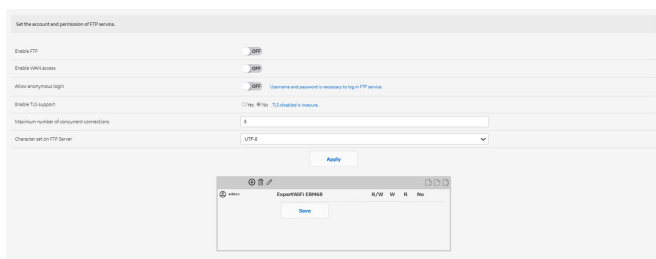 Set the account and permission of FTP service.
Enable FTP
OFF
Enable WAN access
OFF
Allow anonymous login
OFF Username and password is necessary to log in FTP service.
Enable TLS support
Yes No TLS disabled is insecure.
Maximum number of concurrent connections
5
Character set on FTP Server
UTF-8
Apply
admin ExpertWiFi EBM68 R/W W R No
Save